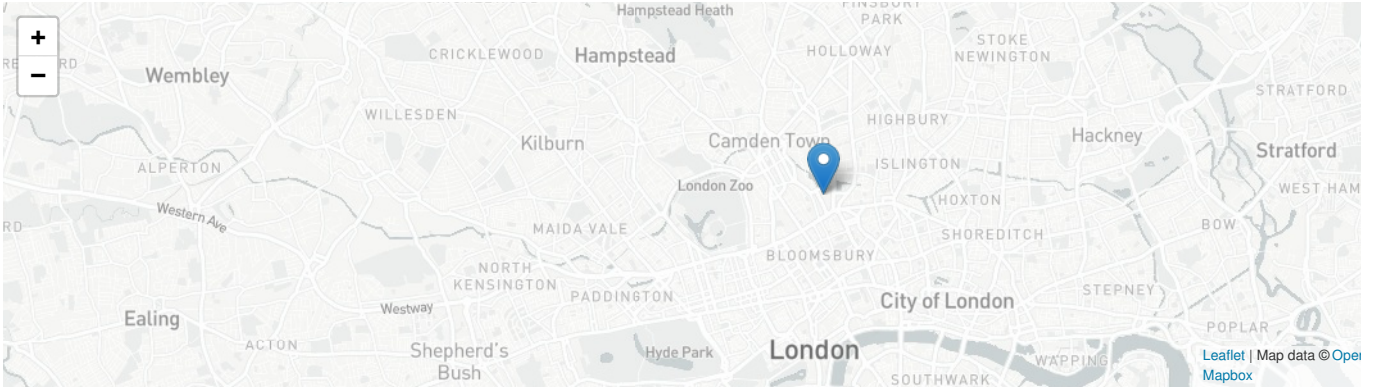 +
−
Hampstead Heath
PARK
Hampstead
CRICKLEWOOD
HOLLOWAY
STOKE
NEWINGTON
Wembley
STRATFORD
WILLESDEN
HIGHBURY
Kilburn
Camden Town
Hackney
Stratford
ALPERTON
ISLINGTON
London Zoo
WEST HAM
Western Ave
HOXTON
MAIDA VALE
SHOREDITCH
BOW
BLOOMSBURY
NORTH
KENSINGTON
PADDINGTON
STEPNEY
Westway
City of London
Ealing
POPLAR
ACTON
Shepherd's
Bush
Hyde Park
London
WAPPING
SOUTHWARK
Leaflet | Map data © Oper
Mapbox